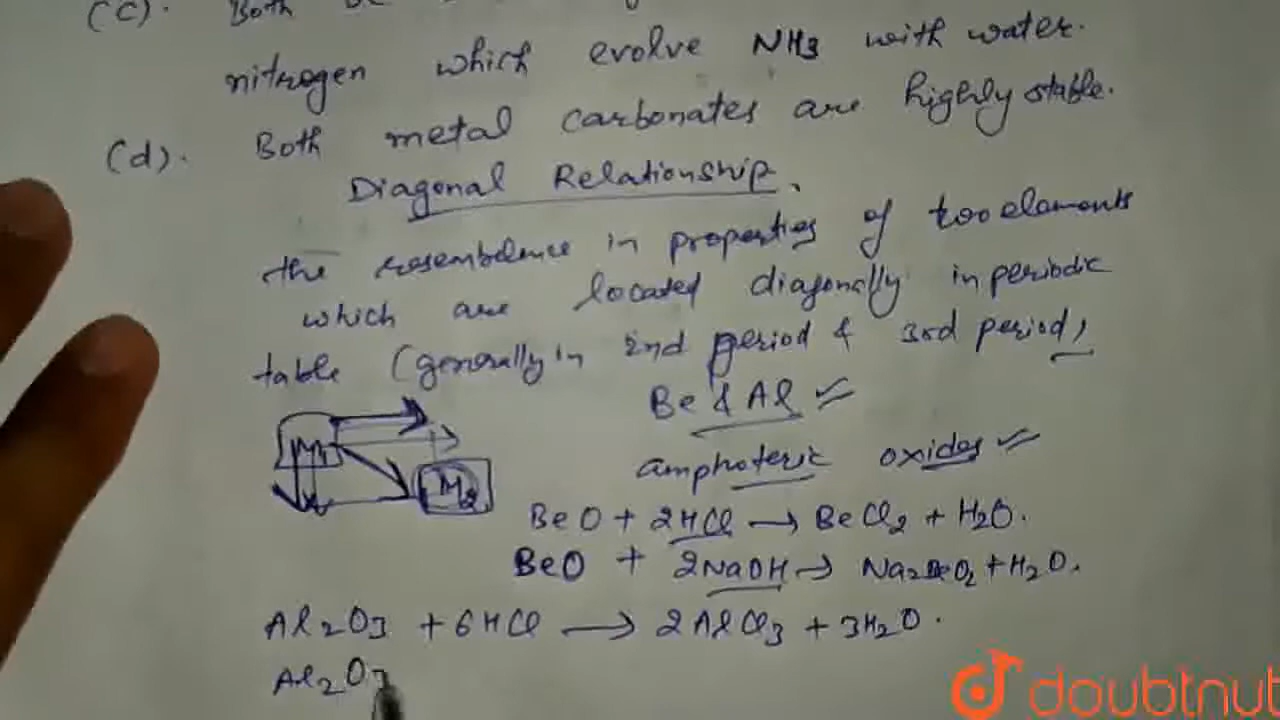 (C). Both
nitrogen which evolve NH3 with water.
(d). Both metal carbonates are highly stable.
Diagonal Relationship.
the resemblence in properties of two elements
which are located diagonally in periodic
table (generally in 2nd period & 3rd period)
Be & Al
M1
M2
amphoteric oxides
BeO + 2HCl → BeCl2 + H2O.
BeO + 2NaOH → Na2BeO2 + H2O.
Al2O3 + 6HCl → 2AlCl3 + 3H2O.
Al2O3
doubtnut